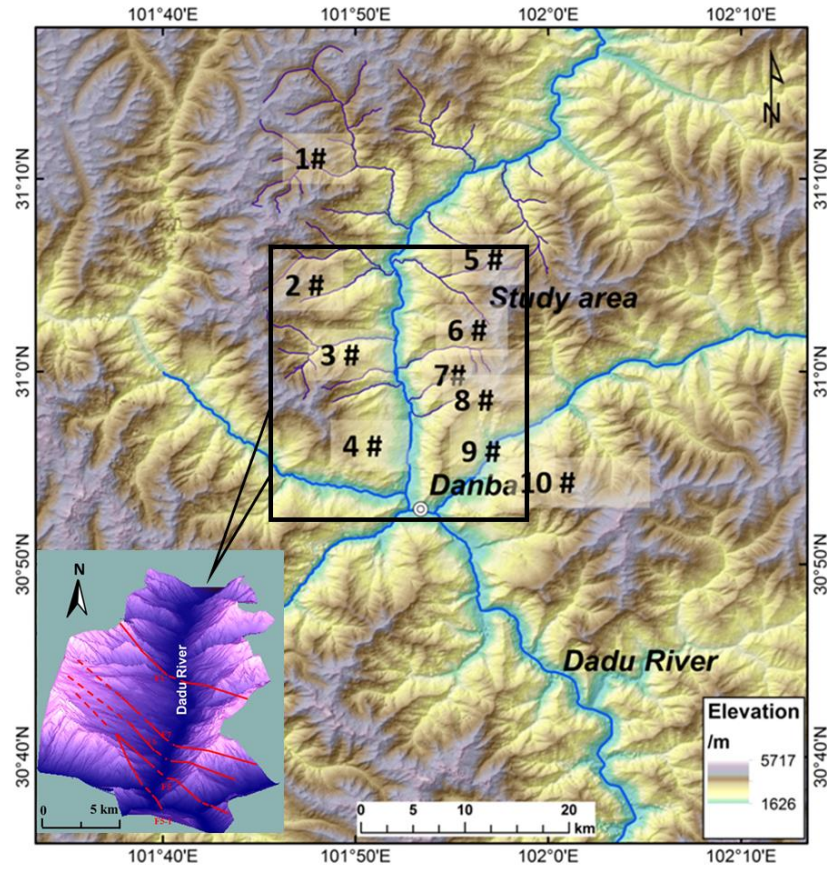 101°40'E 101°50'E 102°0'E 102°10'E
N
1#
31°10'N 31°10'N
5 #
2 #
Study area
6 #
3 #
31°0'N 31°0'N
7#
8 #
4 #
9 #
Danba 10 #
30°50'N 30°50'N
N
Dadu River
Dadu River
Elevation
/m
5717
1626
30°40'N 30°40'N
0 5 km
0 5 10 20
km
101°40'E 101°50'E 102°0'E 102°10'E